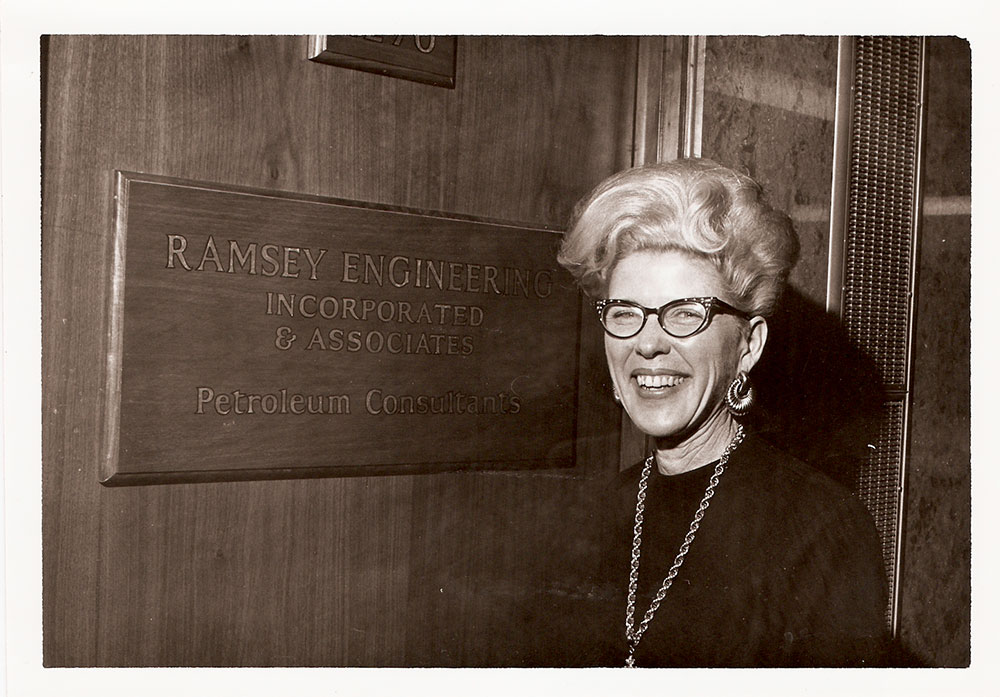 RAMSEY ENGINEERING
INCORPORATED
& ASSOCIATES
Petroleum Consultants